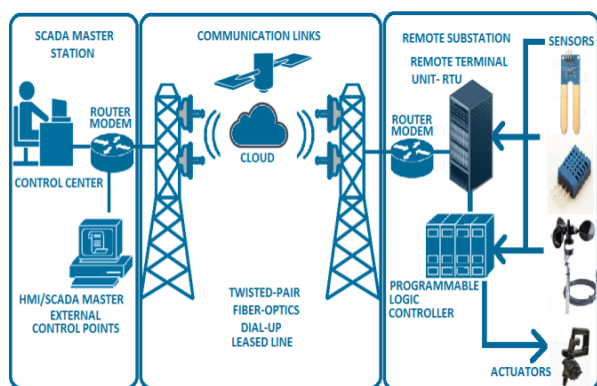 SCADA MASTER
STATION
ROUTER
MODEM
CONTROL CENTER
HMI/SCADA MASTER
EXTERNAL
CONTROL POINTS
COMMUNICATION LINKS
CLOUD
TWISTED-PAIR
FIBER-OPTICS
DIAL-UP
LEASED LINE
REMOTE SUBSTATION
REMOTE TERMINAL
UNIT- RTU
ROUTER
MODEM
PROGRAMMABLE
LOGIC
CONTROLLER
SENSORS
ACTUATORS